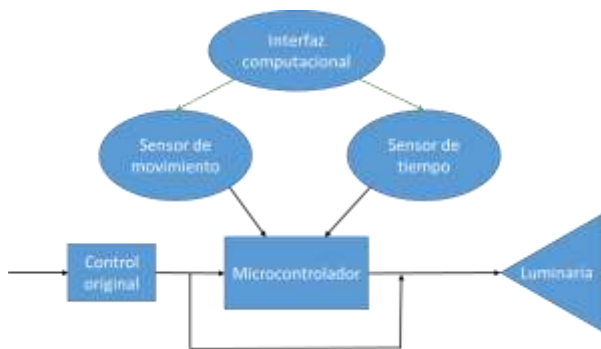 Interfaz
computacional
Sensor de
movimiento
Sensor de
tiempo
Control
original
Microcontrolador
Luminaria